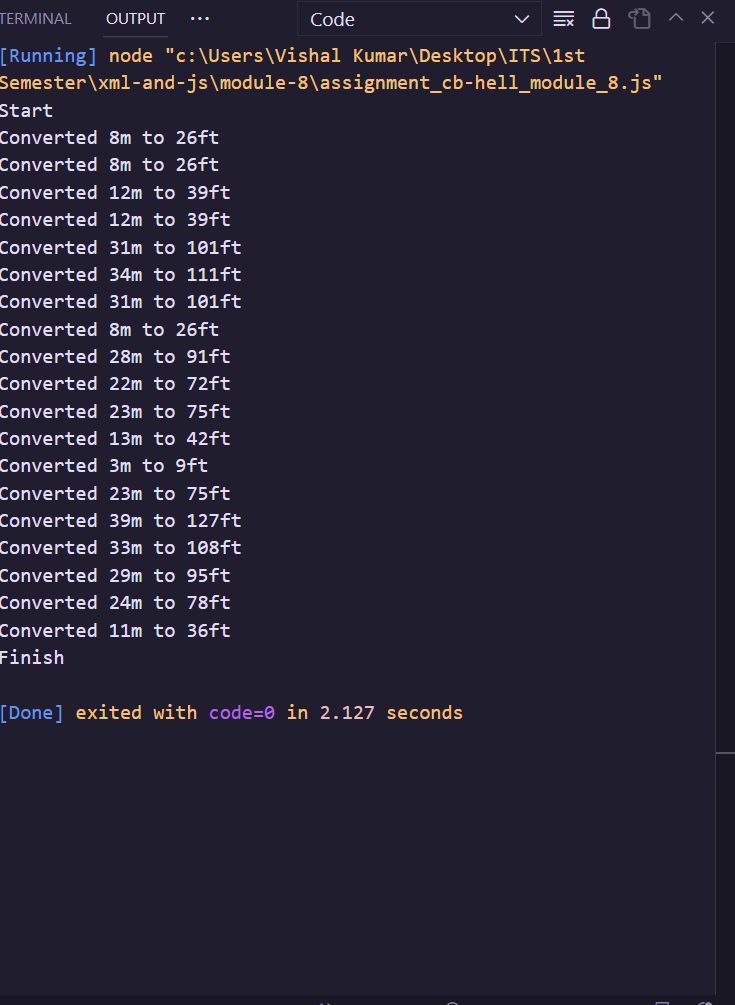 TERMINAL OUTPUT ··· Code
[Running] node "c:\Users\Vishal Kumar\Desktop\ITS\1st
Semester\xml-and-js\module-8\assignment_cb-hell_module_8.js"
Start
Converted 8m to 26ft
Converted 8m to 26ft
Converted 12m to 39ft
Converted 12m to 39ft
Converted 31m to 101ft
Converted 34m to 111ft
Converted 31m to 101ft
Converted 8m to 26ft
Converted 28m to 91ft
Converted 22m to 72ft
Converted 23m to 75ft
Converted 13m to 42ft
Converted 3m to 9ft
Converted 23m to 75ft
Converted 39m to 127ft
Converted 33m to 108ft
Converted 29m to 95ft
Converted 24m to 78ft
Converted 11m to 36ft
Finish
[Done] exited with code=0 in 2.127 seconds